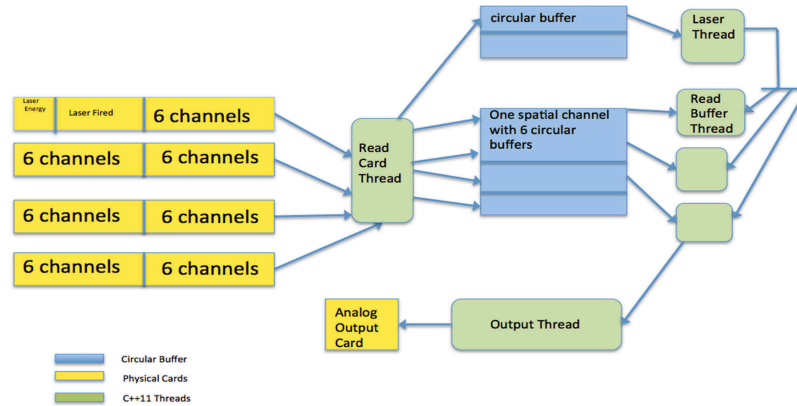 circular buffer
Laser
Thread
Laser
Energy
Laser Fired
6 channels
One spatial channel
with 6 circular
buffers
Read
Buffer
Thread
Read
Card
Thread
6 channels
6 channels
6 channels
6 channels
6 channels
6 channels
Analog
Output
Card
Output Thread
Circular Buffer
Physical Cards
C++11 Threads